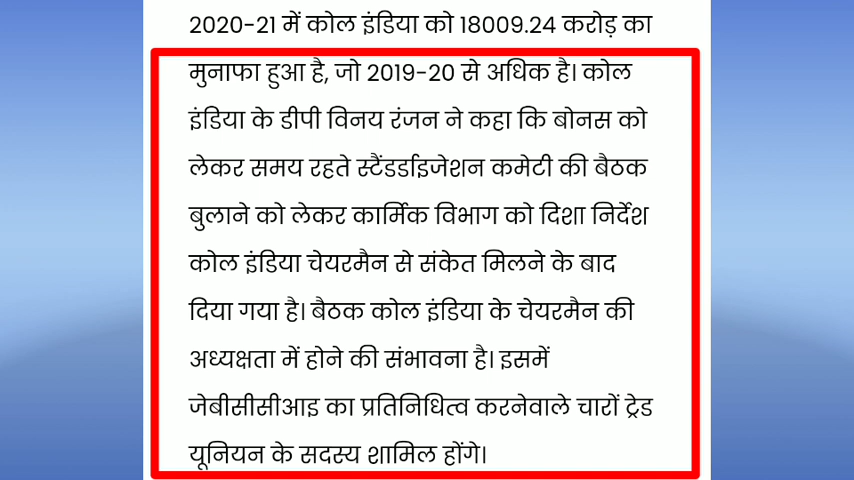 2020-21 में कोल इंडिया को 18009.24 करोड़ का
मुनाफा हुआ है, जो 2019-20 से अधिक है। कोल
इंडिया के डीपी विनय रंजन ने कहा कि बोनस को
लेकर समय रहते स्टैंडर्डाइजेशन कमेटी की बैठक
बुलाने को लेकर कार्मिक विभाग को दिशा निर्देश
कोल इंडिया चेयरमैन से संकेत मिलने के बाद
दिया गया है। बैठक कोल इंडिया के चेयरमैन की
अध्यक्षता में होने की संभावना है। इसमें
जेबीसीसीआइ का प्रतिनिधित्व करनेवाले चारों ट्रेड
यूनियन के सदस्य शामिल होंगे।